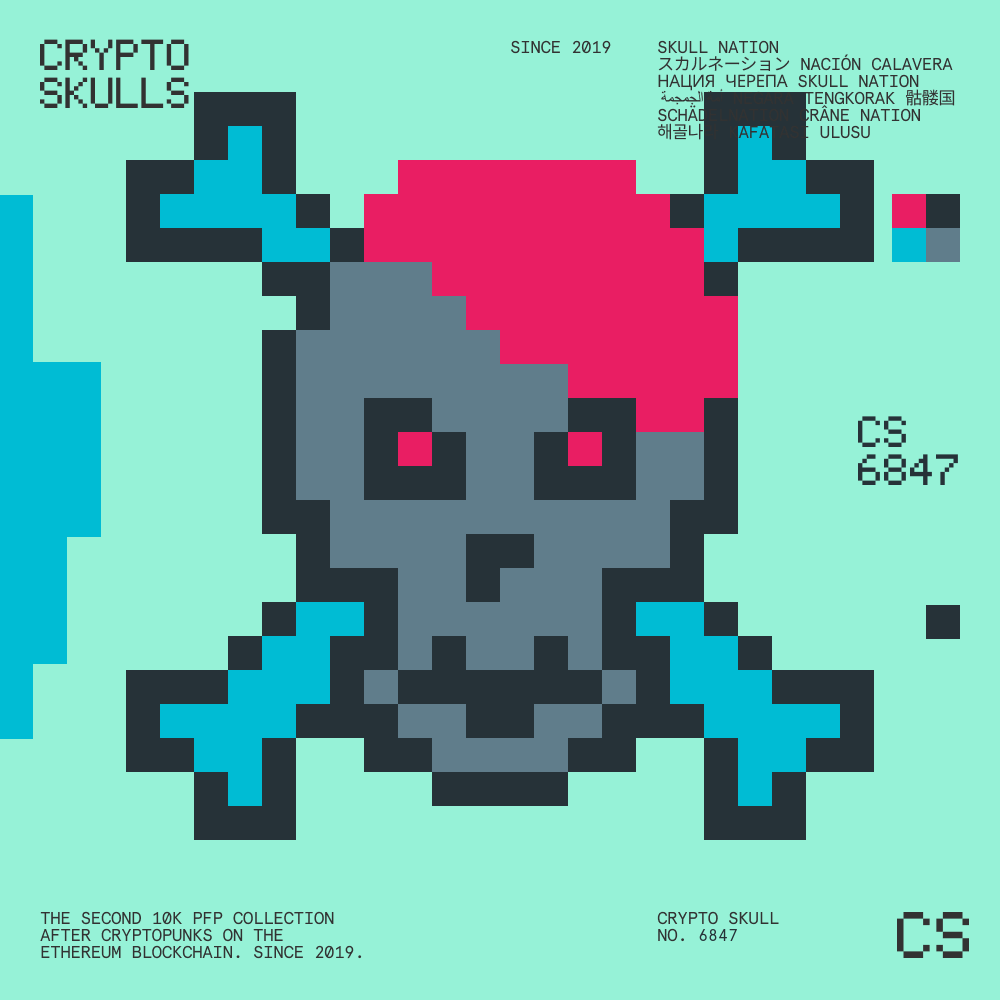 CRYPTO
SKULLS
SINCE 2019
SKULL NATION
スカルネーション NACIÓN CALAVERA
НАЦИЯ ЧЕРЕПА SKULL NATION
TENGKORAK 骷髅国
CRÂNE NATION
해골나 ULUSU
CS
6847
THE SECOND 10K PFP COLLECTION
AFTER CRYPTOPUNKS ON THE
ETHEREUM BLOCKCHAIN. SINCE 2019.
CRYPTO SKULL
NO. 6847
CS